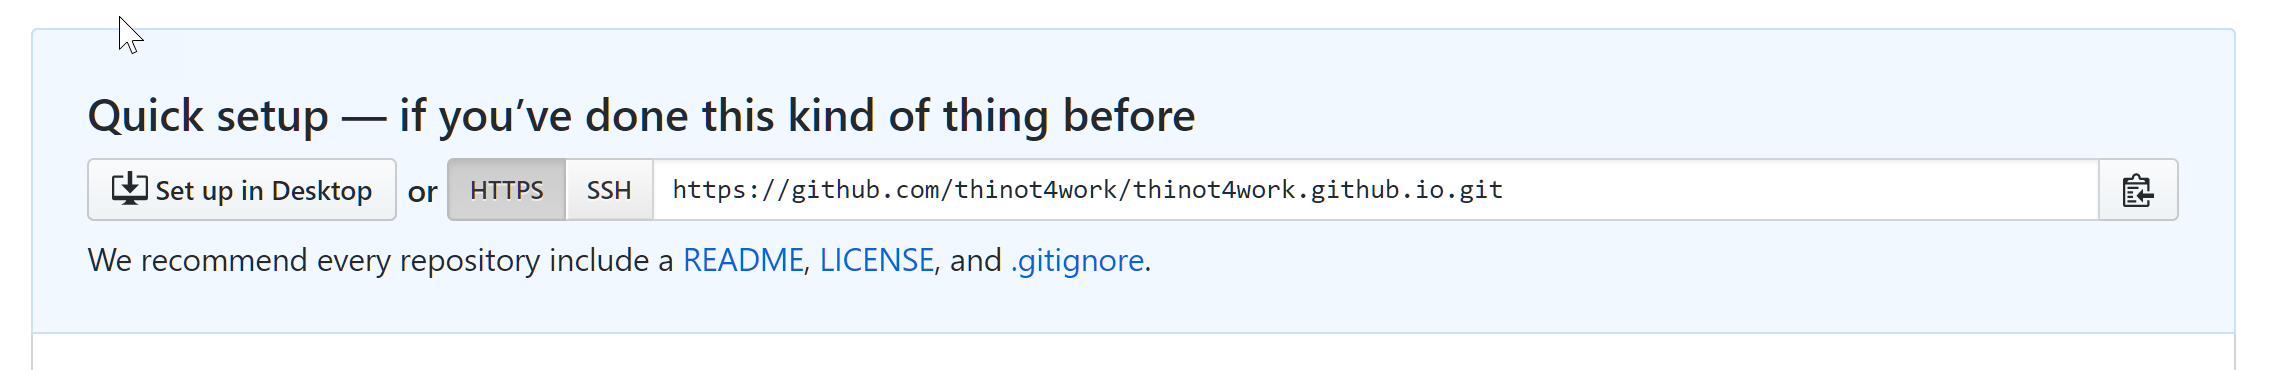 Quick setup — if you’ve done this kind of thing before
Set up in Desktop or HTTPS SSH https://github.com/thinot4work/thinot4work.github.io.git
We recommend every repository include a README, LICENSE, and .gitignore.